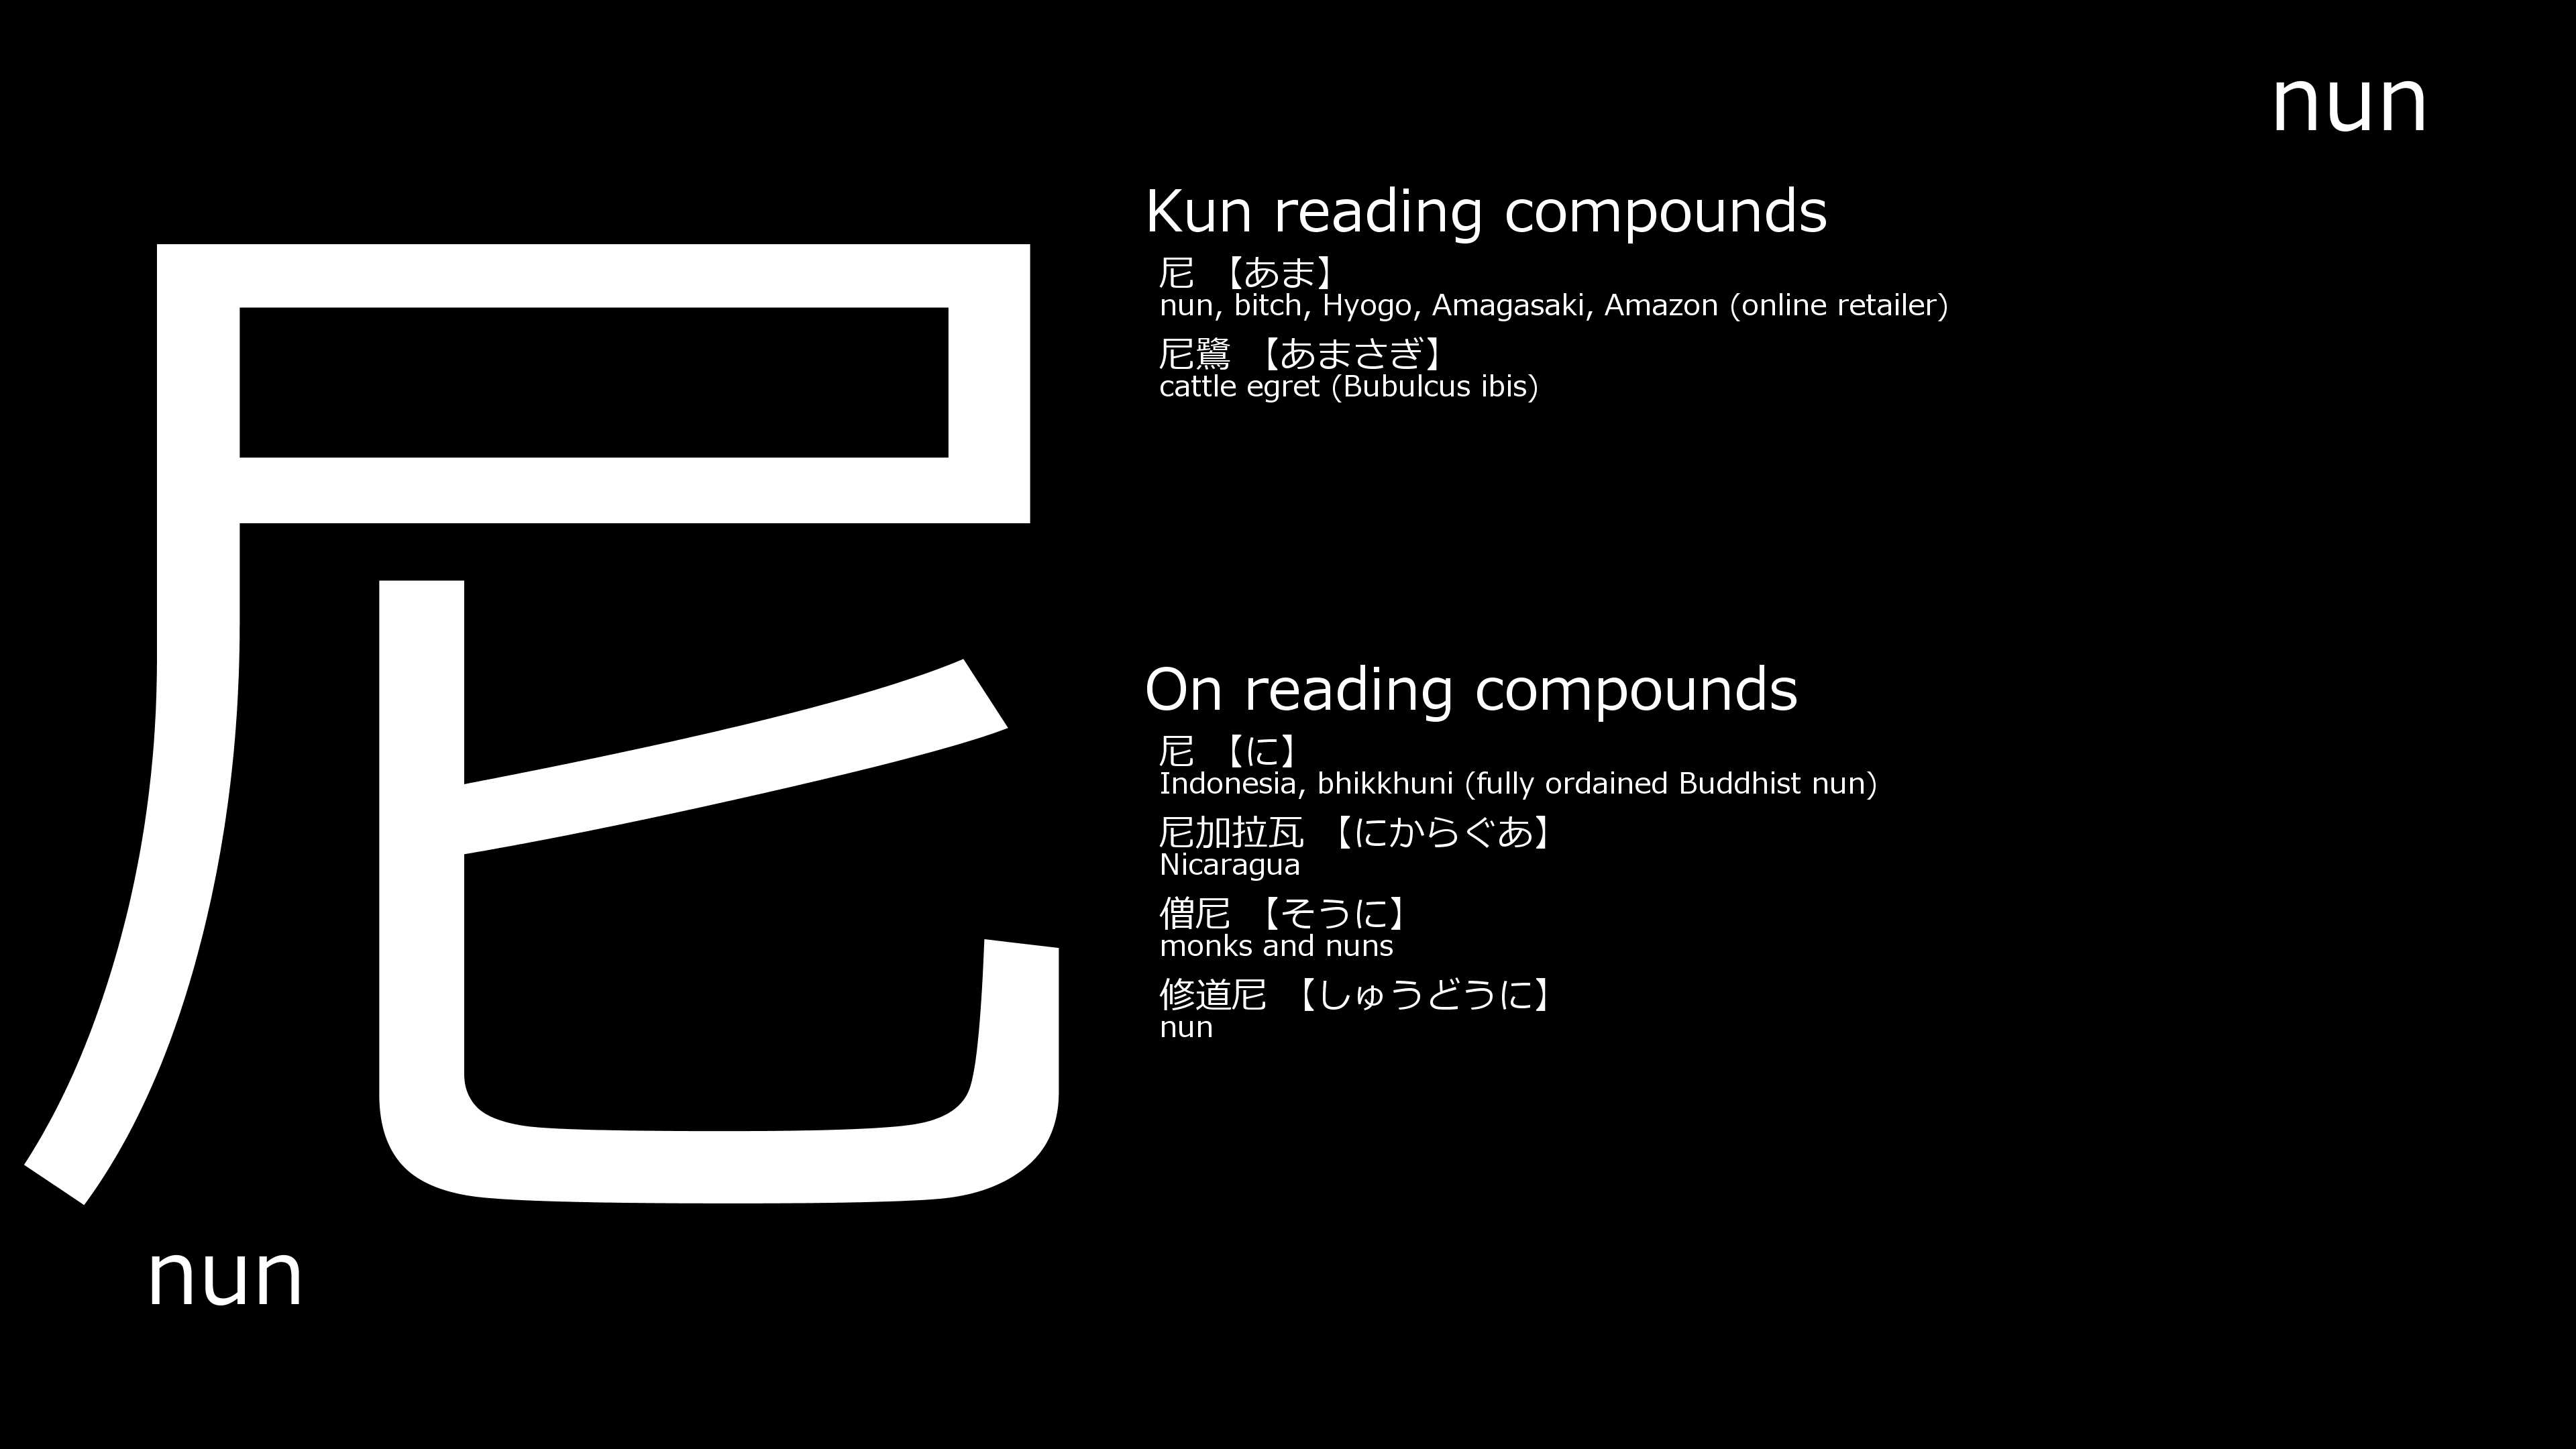 nun
尼
nun
Kun reading compounds
尼 【あま】
nun, bitch, Hyogo, Amagasaki, Amazon (online retailer)
尼鷺 【あまさぎ】
cattle egret (Bubulcus ibis)
On reading compounds
尼 【に】
Indonesia, bhikkhuni (fully ordained Buddhist nun)
尼加拉瓦 【にからぐあ】
Nicaragua
僧尼 【そうに】
monks and nuns
修道尼 【しゅうどうに】
nun